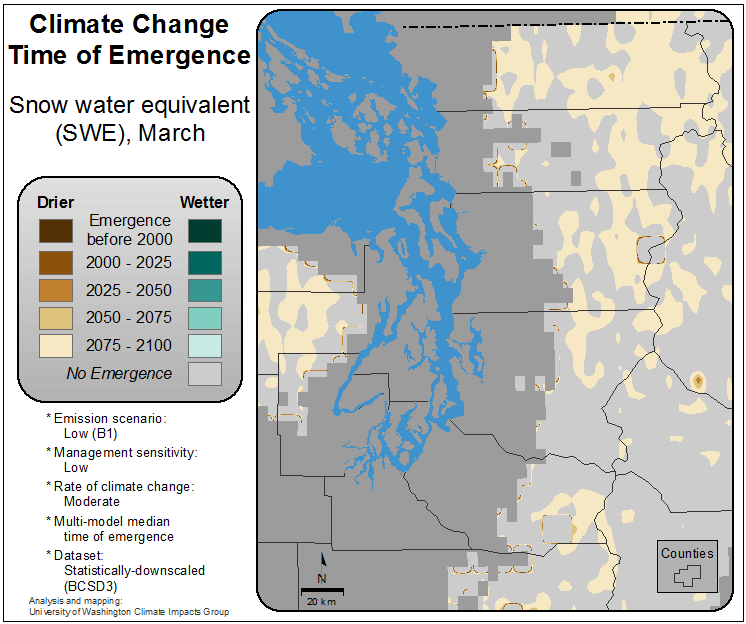 Climate Change
Time of Emergence
Snow water equivalent
(SWE), March
Drier Wetter
Emergence
before 2000
2000 - 2025
2025 - 2050
2050 - 2075
2075 - 2100
No Emergence
* Emission scenario:
Low (B1)
* Management sensitivity:
Low
* Rate of climate change:
Moderate
* Multi-model median
time of emergence
* Dataset:
Statistically-downscaled
(BCSD3)
Analysis and mapping:
University of Washington Climate Impacts Group
N
20 km
Counties